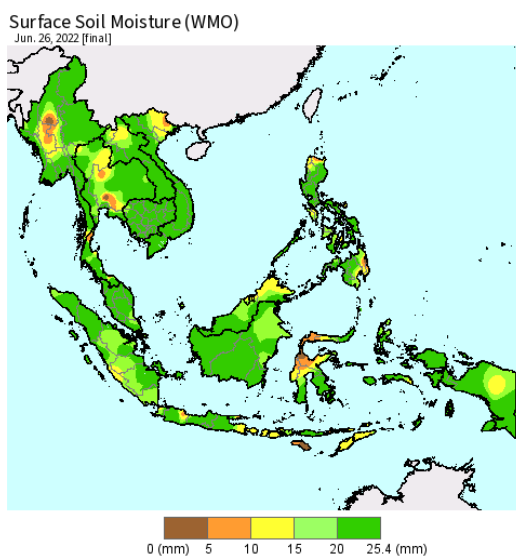 Surface Soil Moisture (WMO)
Jun. 26, 2022 [final]
0 (mm) 5 10 15 20 25.4 (mm)